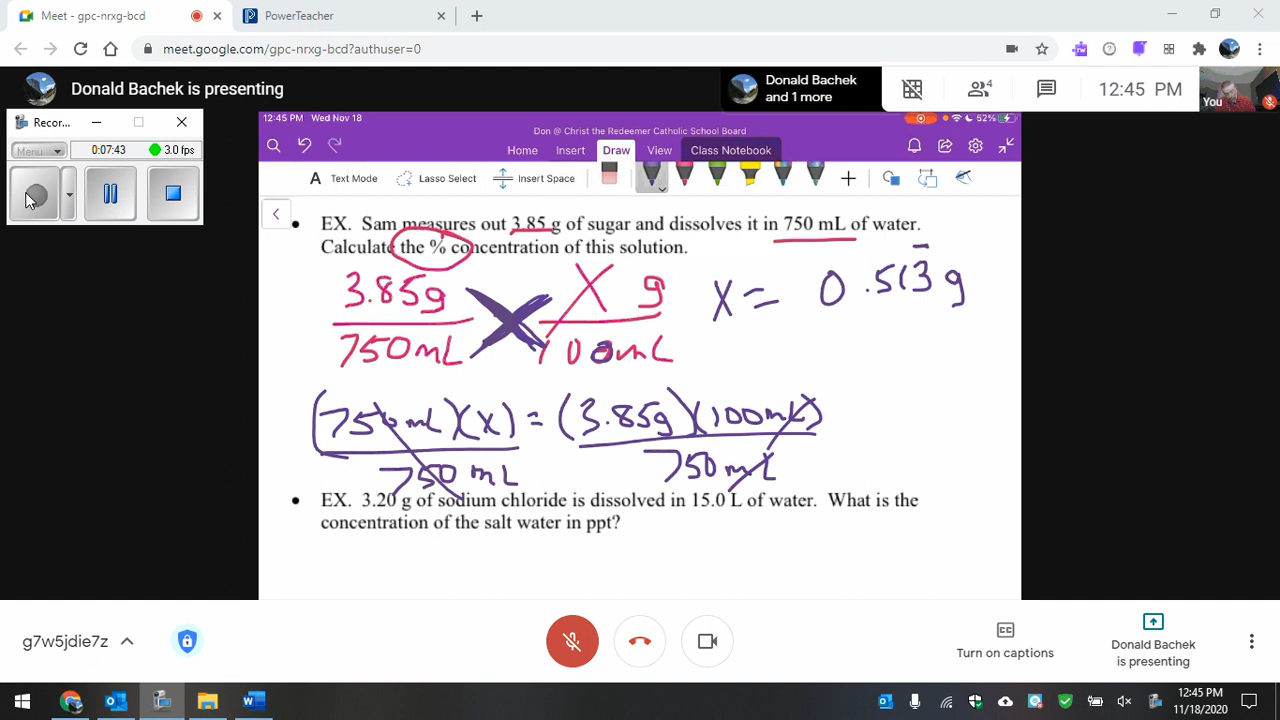 Meet - gpc-nrxg-bcd
PowerTeacher
meet.google.com/gpc-nrxg-bcd?authuser=0
Donald Bachek is presenting
Donald Bachek
and 1 more
4
12:45 PM
You
Recor...
Menu
0:07:43
3.0 fps
12:45 PM Wed Nov 18
52%
Don @ Christ the Redeemer Catholic School Board
Home Insert Draw View Class Notebook
A Text Mode Lasso Select Insert Space
• EX. Sam measures out 3.85 g of sugar and dissolves it in 750 mL of water.
Calculate the % concentration of this solution.
3.85g X g
750mL 100mL
X = 0.513̅ g
(750mL)(X) = (3.85g)(100mL)
750 mL 750mL
• EX. 3.20 g of sodium chloride is dissolved in 15.0 L of water. What is the
concentration of the salt water in ppt?
g7w5jdie7z
Turn on captions
Donald Bachek
is presenting
12:45 PM
11/18/2020